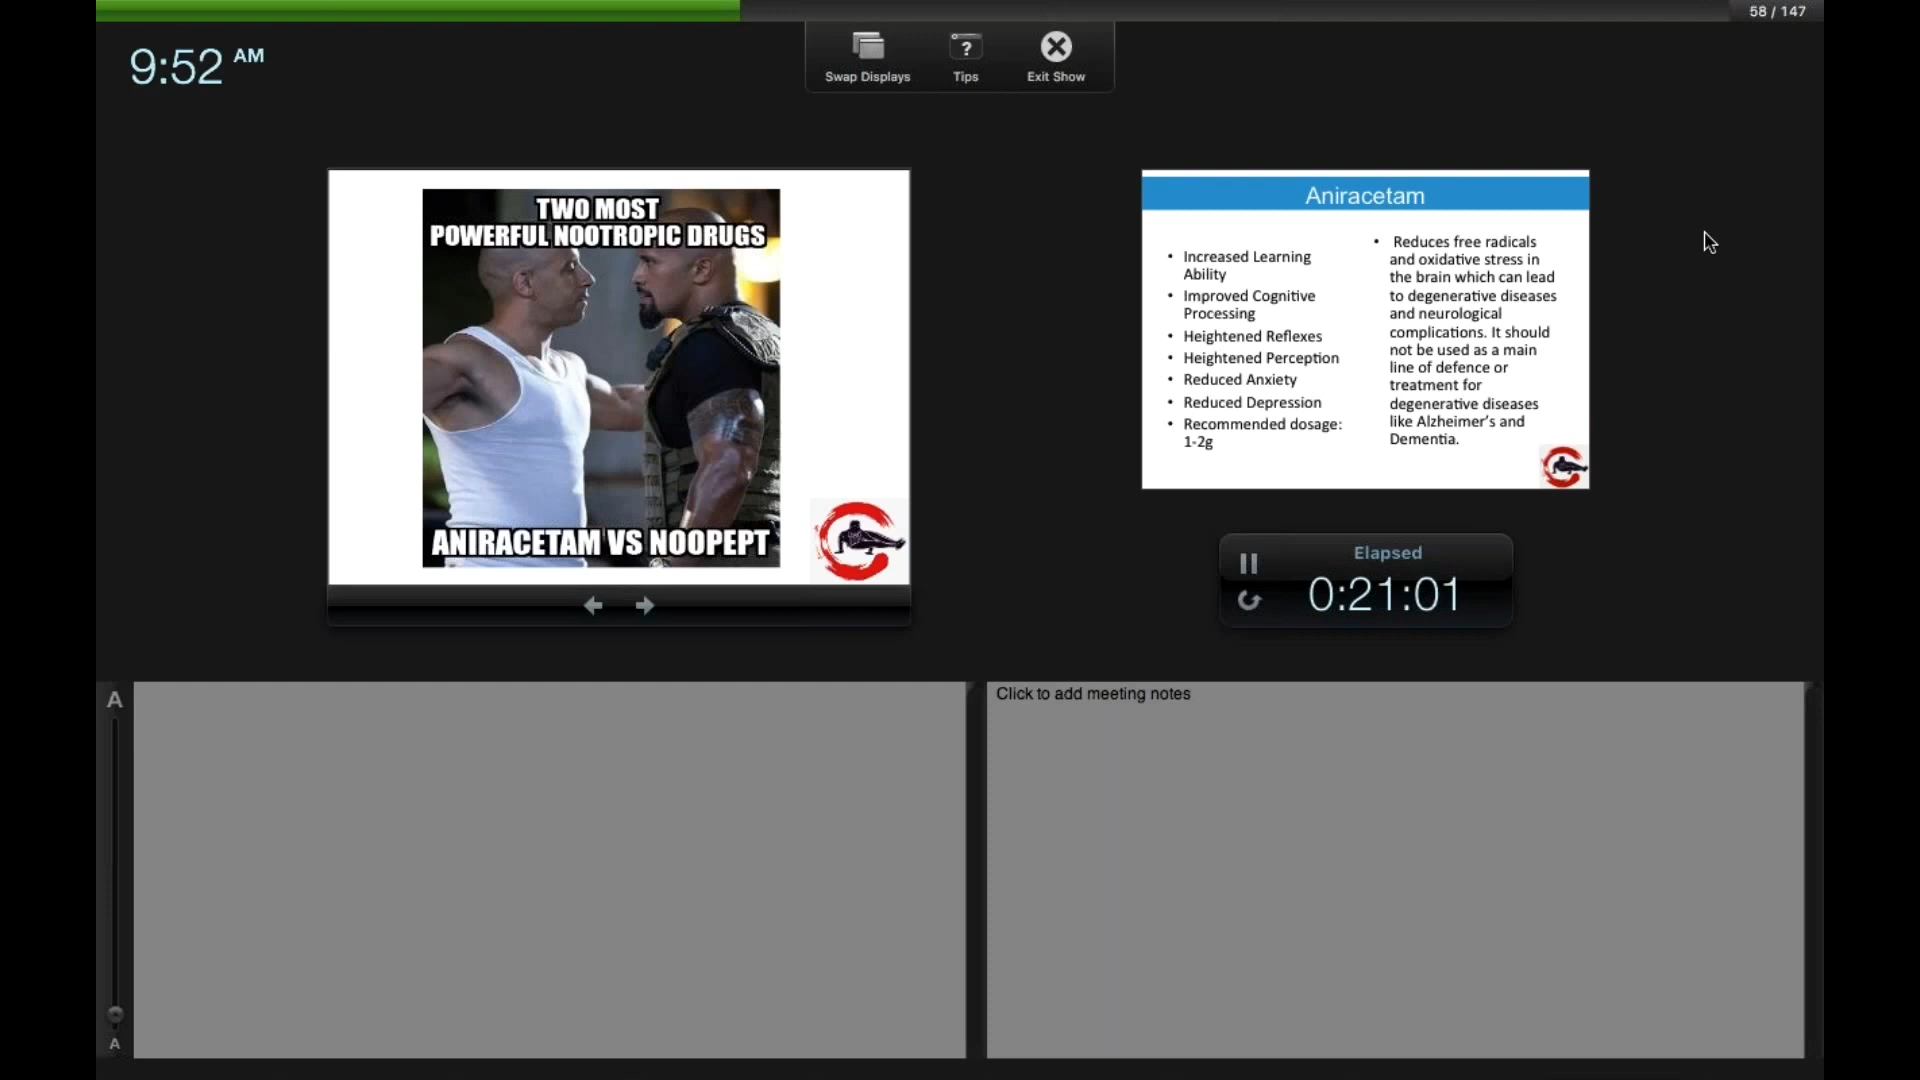 58 / 147
9:52 AM
Swap Displays
Tips
Exit Show
TWO MOST
POWERFUL NOOTROPIC DRUGS
ANIRACETAM VS NOOPEPT
Aniracetam
• Increased Learning
Ability
• Improved Cognitive
Processing
• Heightened Reflexes
• Heightened Perception
• Reduced Anxiety
• Reduced Depression
• Recommended dosage:
1-2g
• Reduces free radicals
and oxidative stress in
the brain which can lead
to degenerative diseases
and neurological
complications. It should
not be used as a main
line of defence or
treatment for
degenerative diseases
like Alzheimer's and
Dementia.
Elapsed
0:21:01
A
A
Click to add meeting notes